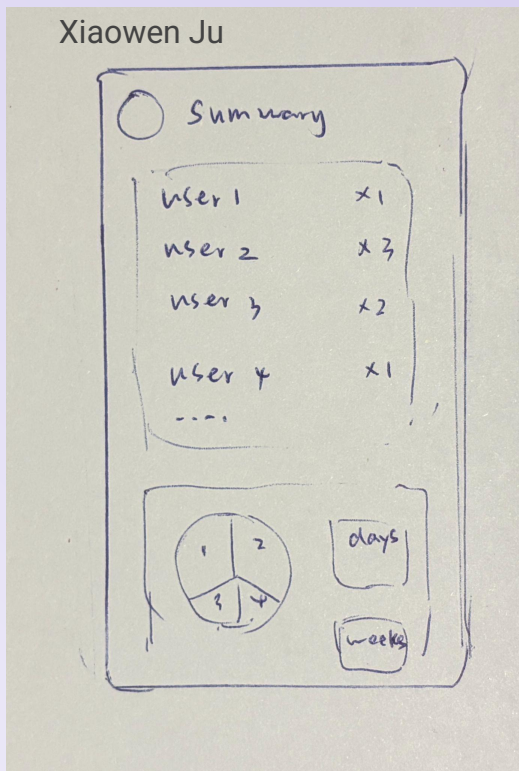 Xiaowen Ju
Summary
user 1 x1
user 2 x3
user 3 x2
user 4 x1
....
1 2
3 4
days
weeks